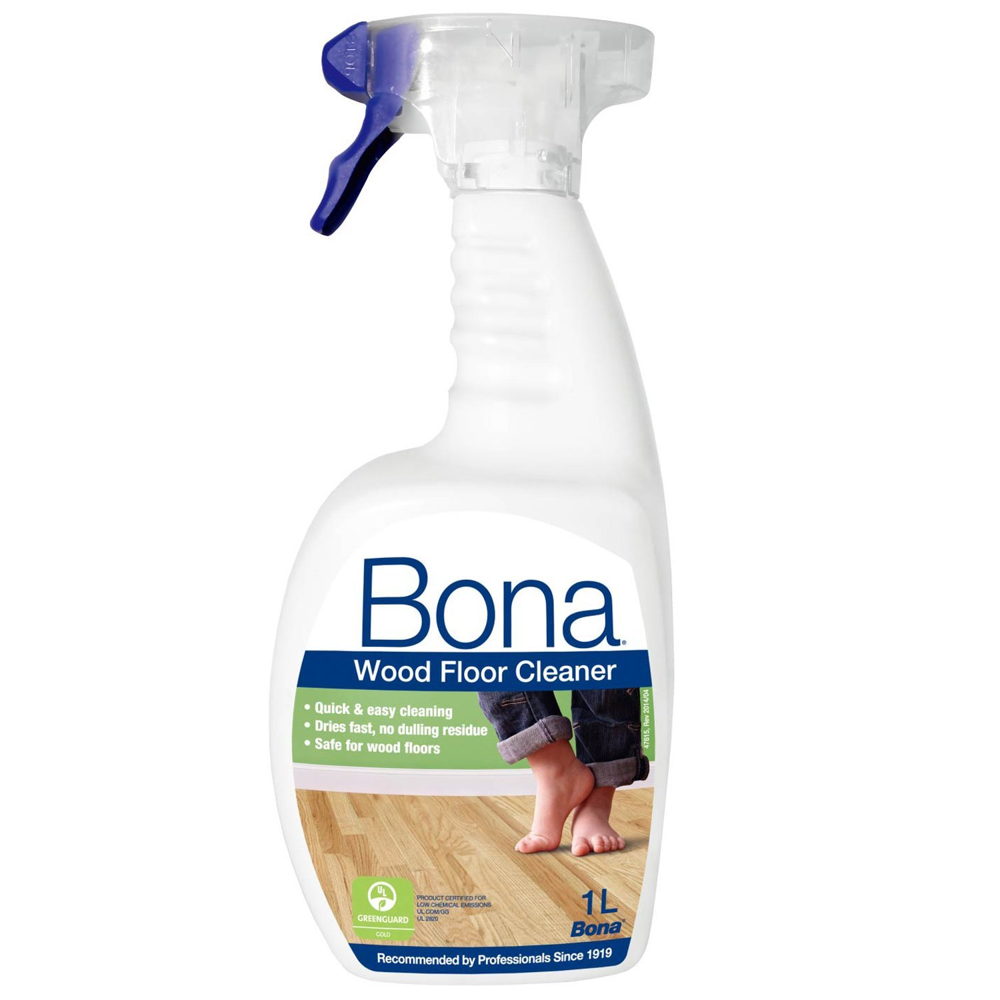 STOP
Bona®
Wood Floor Cleaner
• Quick & easy cleaning
• Dries fast, no dulling residue
• Safe for wood floors
47615, Rev 2014/04
UL
GREENGUARD
GOLD
PRODUCT CERTIFIED FOR
LOW CHEMICAL EMISSIONS
UL.COM/GG
UL 2820
1L
Bona®
Recommended by Professionals Since 1919